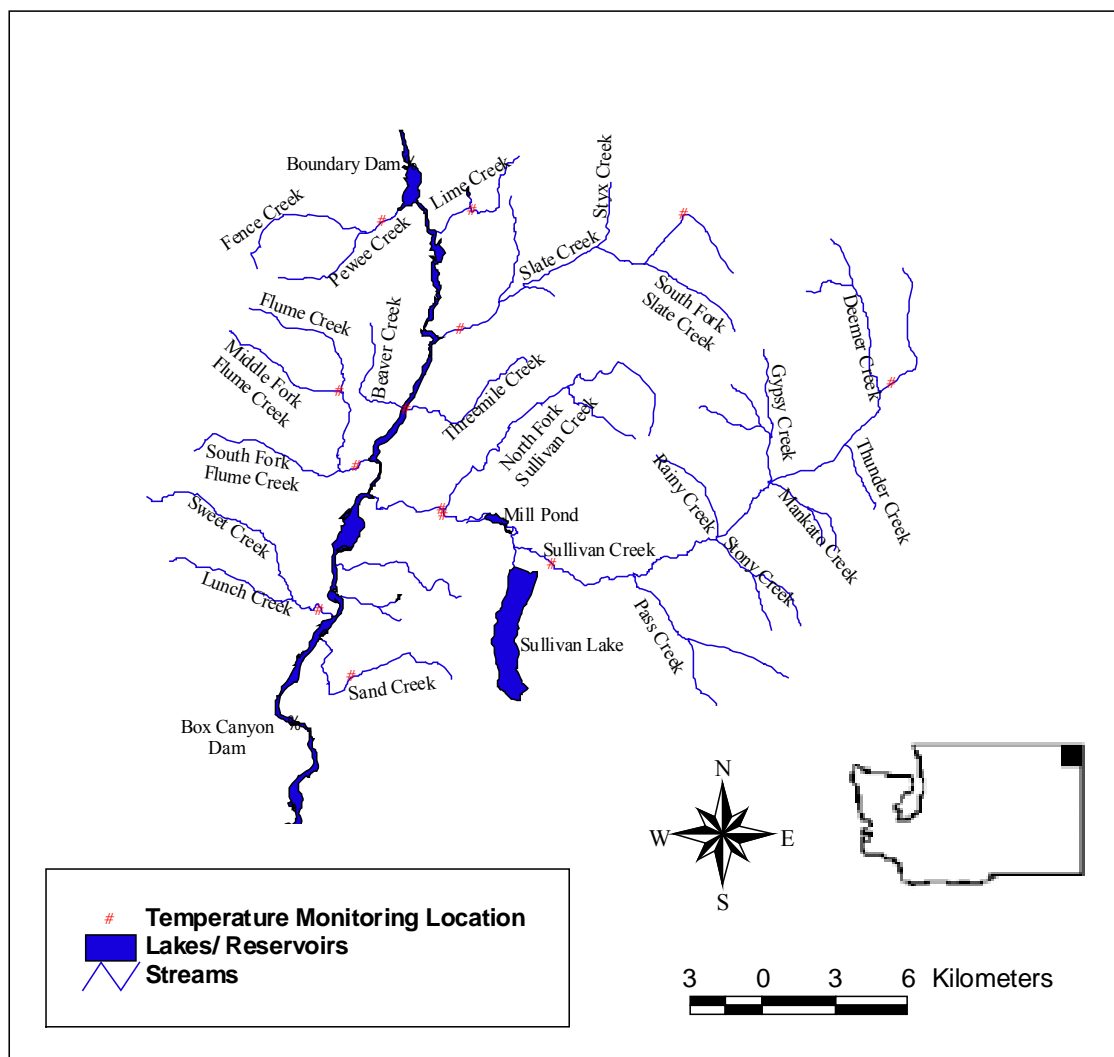 Boundary Dam
Lime Creek
Styx Creek
Fence Creek
Pewee Creek
Slate Creek
South Fork
Slate Creek
Deemer Creek
Flume Creek
Beaver Creek
Middle Fork
Flume Creek
Threemile Creek
Gypsy Creek
North Fork
Sullivan Creek
South Fork
Flume Creek
Rainy Creek
Thunder Creek
Mankato Creek
Sweet Creek
Mill Pond
Sullivan Creek
Stony Creek
Lunch Creek
Pass Creek
Sullivan Lake
Sand Creek
Box Canyon
Dam
N
W
E
S
# Temperature Monitoring Location
Lakes/ Reservoirs
Streams
3 0 3 6 Kilometers